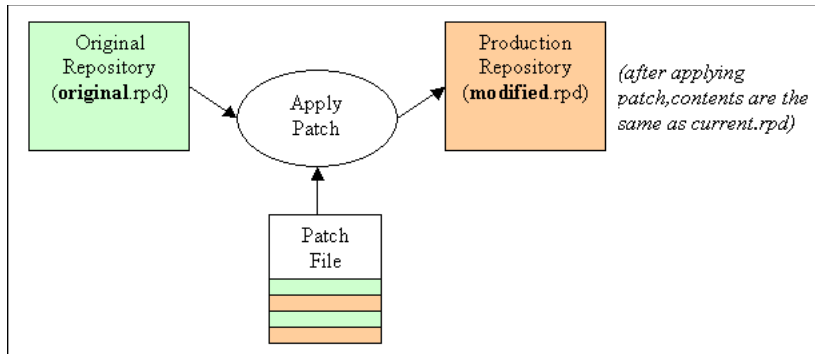 Original
Repository
(original.rpd)
Apply
Patch
Production
Repository
(modified.rpd)
(after applying
patch,contents are the
same as current.rpd)
Patch
File